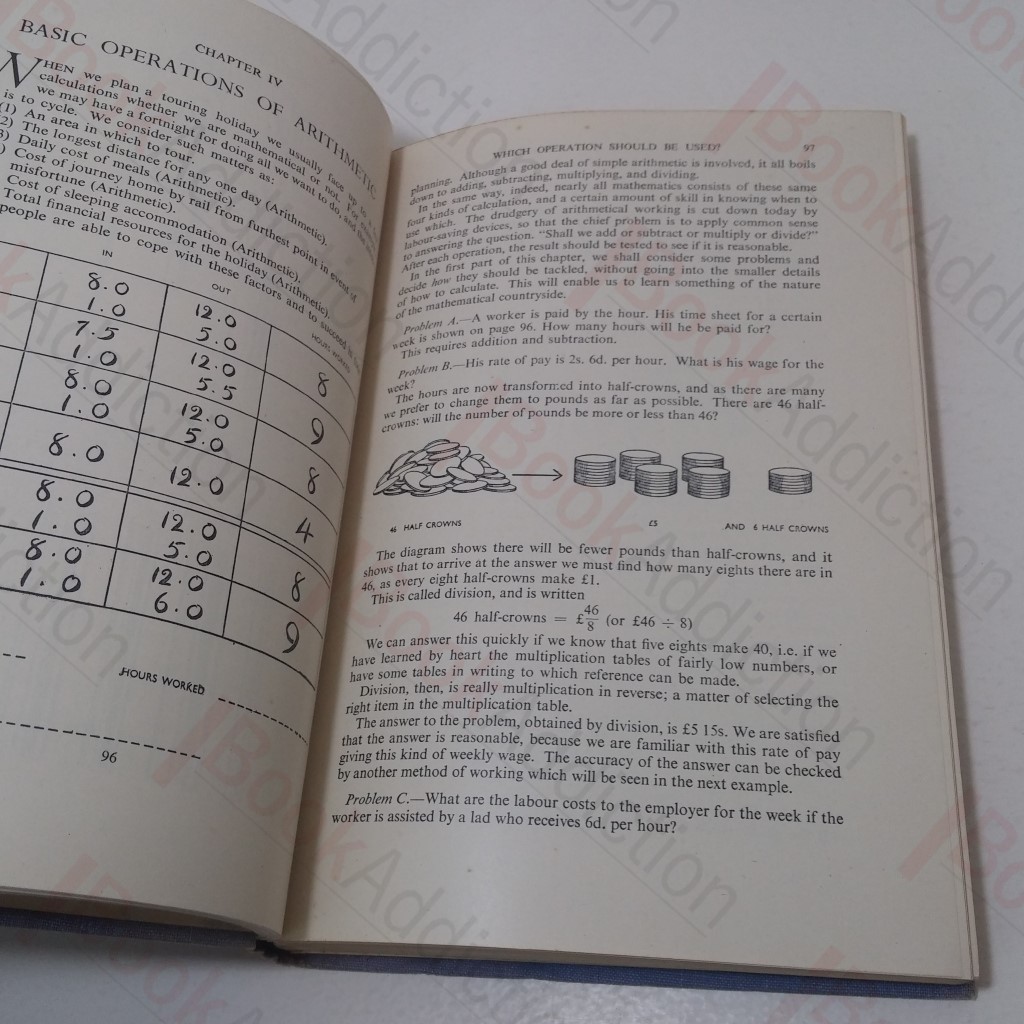 CHAPTER IV
BASIC OPERATIONS OF ARITHMETIC
WHEN we plan a touring holiday we usually face
calculations whether we are mathematical or not. For
we may have a fortnight for doing all we want to do, and the
is to cycle. We consider such matters as:
(1) An area in which to tour.
(2) The longest distance for any one day (Arithmetic).
(3) Daily cost of meals (Arithmetic).
Cost of journey home by rail from furthest point in event of
misfortune (Arithmetic).
Cost of sleeping accommodation (Arithmetic).
Total financial resources for the holiday (Arithmetic).
people are able to cope with these factors and to succeed
IN OUT HOURS WORKED
8.0 12.0
1.0 5.0 8
7.5 12.0
1.0 5.5 9
8.0 12.0
1.0 5.0 8
8.0 12.0 4
8.0 12.0
1.0 5.0 8
8.0 12.0
1.0 6.0 9
HOURS WORKED
96
WHICH OPERATION SHOULD BE USED? 97
planning. Although a good deal of simple arithmetic is involved, it all boils
down to adding, subtracting, multiplying, and dividing.
In the same way, indeed, nearly all mathematics consists of these same
four kinds of calculation, and a certain amount of skill in knowing when to
use which. The drudgery of arithmetical working is cut down today by
labour-saving devices, so that the chief problem is to apply common sense
to answering the question. "Shall we add or subtract or multiply or divide?"
After each operation, the result should be tested to see if it is reasonable.
In the first part of this chapter, we shall consider some problems and
decide how they should be tackled, without going into the smaller details
of how to calculate. This will enable us to learn something of the nature
of the mathematical countryside.
Problem A.—A worker is paid by the hour. His time sheet for a certain
week is shown on page 96. How many hours will he be paid for?
This requires addition and subtraction.
Problem B.—His rate of pay is 2s. 6d. per hour. What is his wage for the
week?
The hours are now transformed into half-crowns, and as there are many
we prefer to change them to pounds as far as possible. There are 46 half-
crowns: will the number of pounds be more or less than 46?
46 HALF CROWNS £5 AND 6 HALF CROWNS
The diagram shows there will be fewer pounds than half-crowns, and it
shows that to arrive at the answer we must find how many eights there are in
46, as every eight half-crowns make £1.
This is called division, and is written
46 half-crowns = £46/8 (or £46 ÷ 8)
We can answer this quickly if we know that five eights make 40, i.e. if we
have learned by heart the multiplication tables of fairly low numbers, or
have some tables in writing to which reference can be made.
Division, then, is really multiplication in reverse; a matter of selecting the
right item in the multiplication table.
The answer to the problem, obtained by division, is £5 15s. We are satisfied
that the answer is reasonable, because we are familiar with this rate of pay
giving this kind of weekly wage. The accuracy of the answer can be checked
by another method of working which will be seen in the next example.
Problem C.—What are the labour costs to the employer for the week if the
worker is assisted by a lad who receives 6d. per hour?
BookAddiction